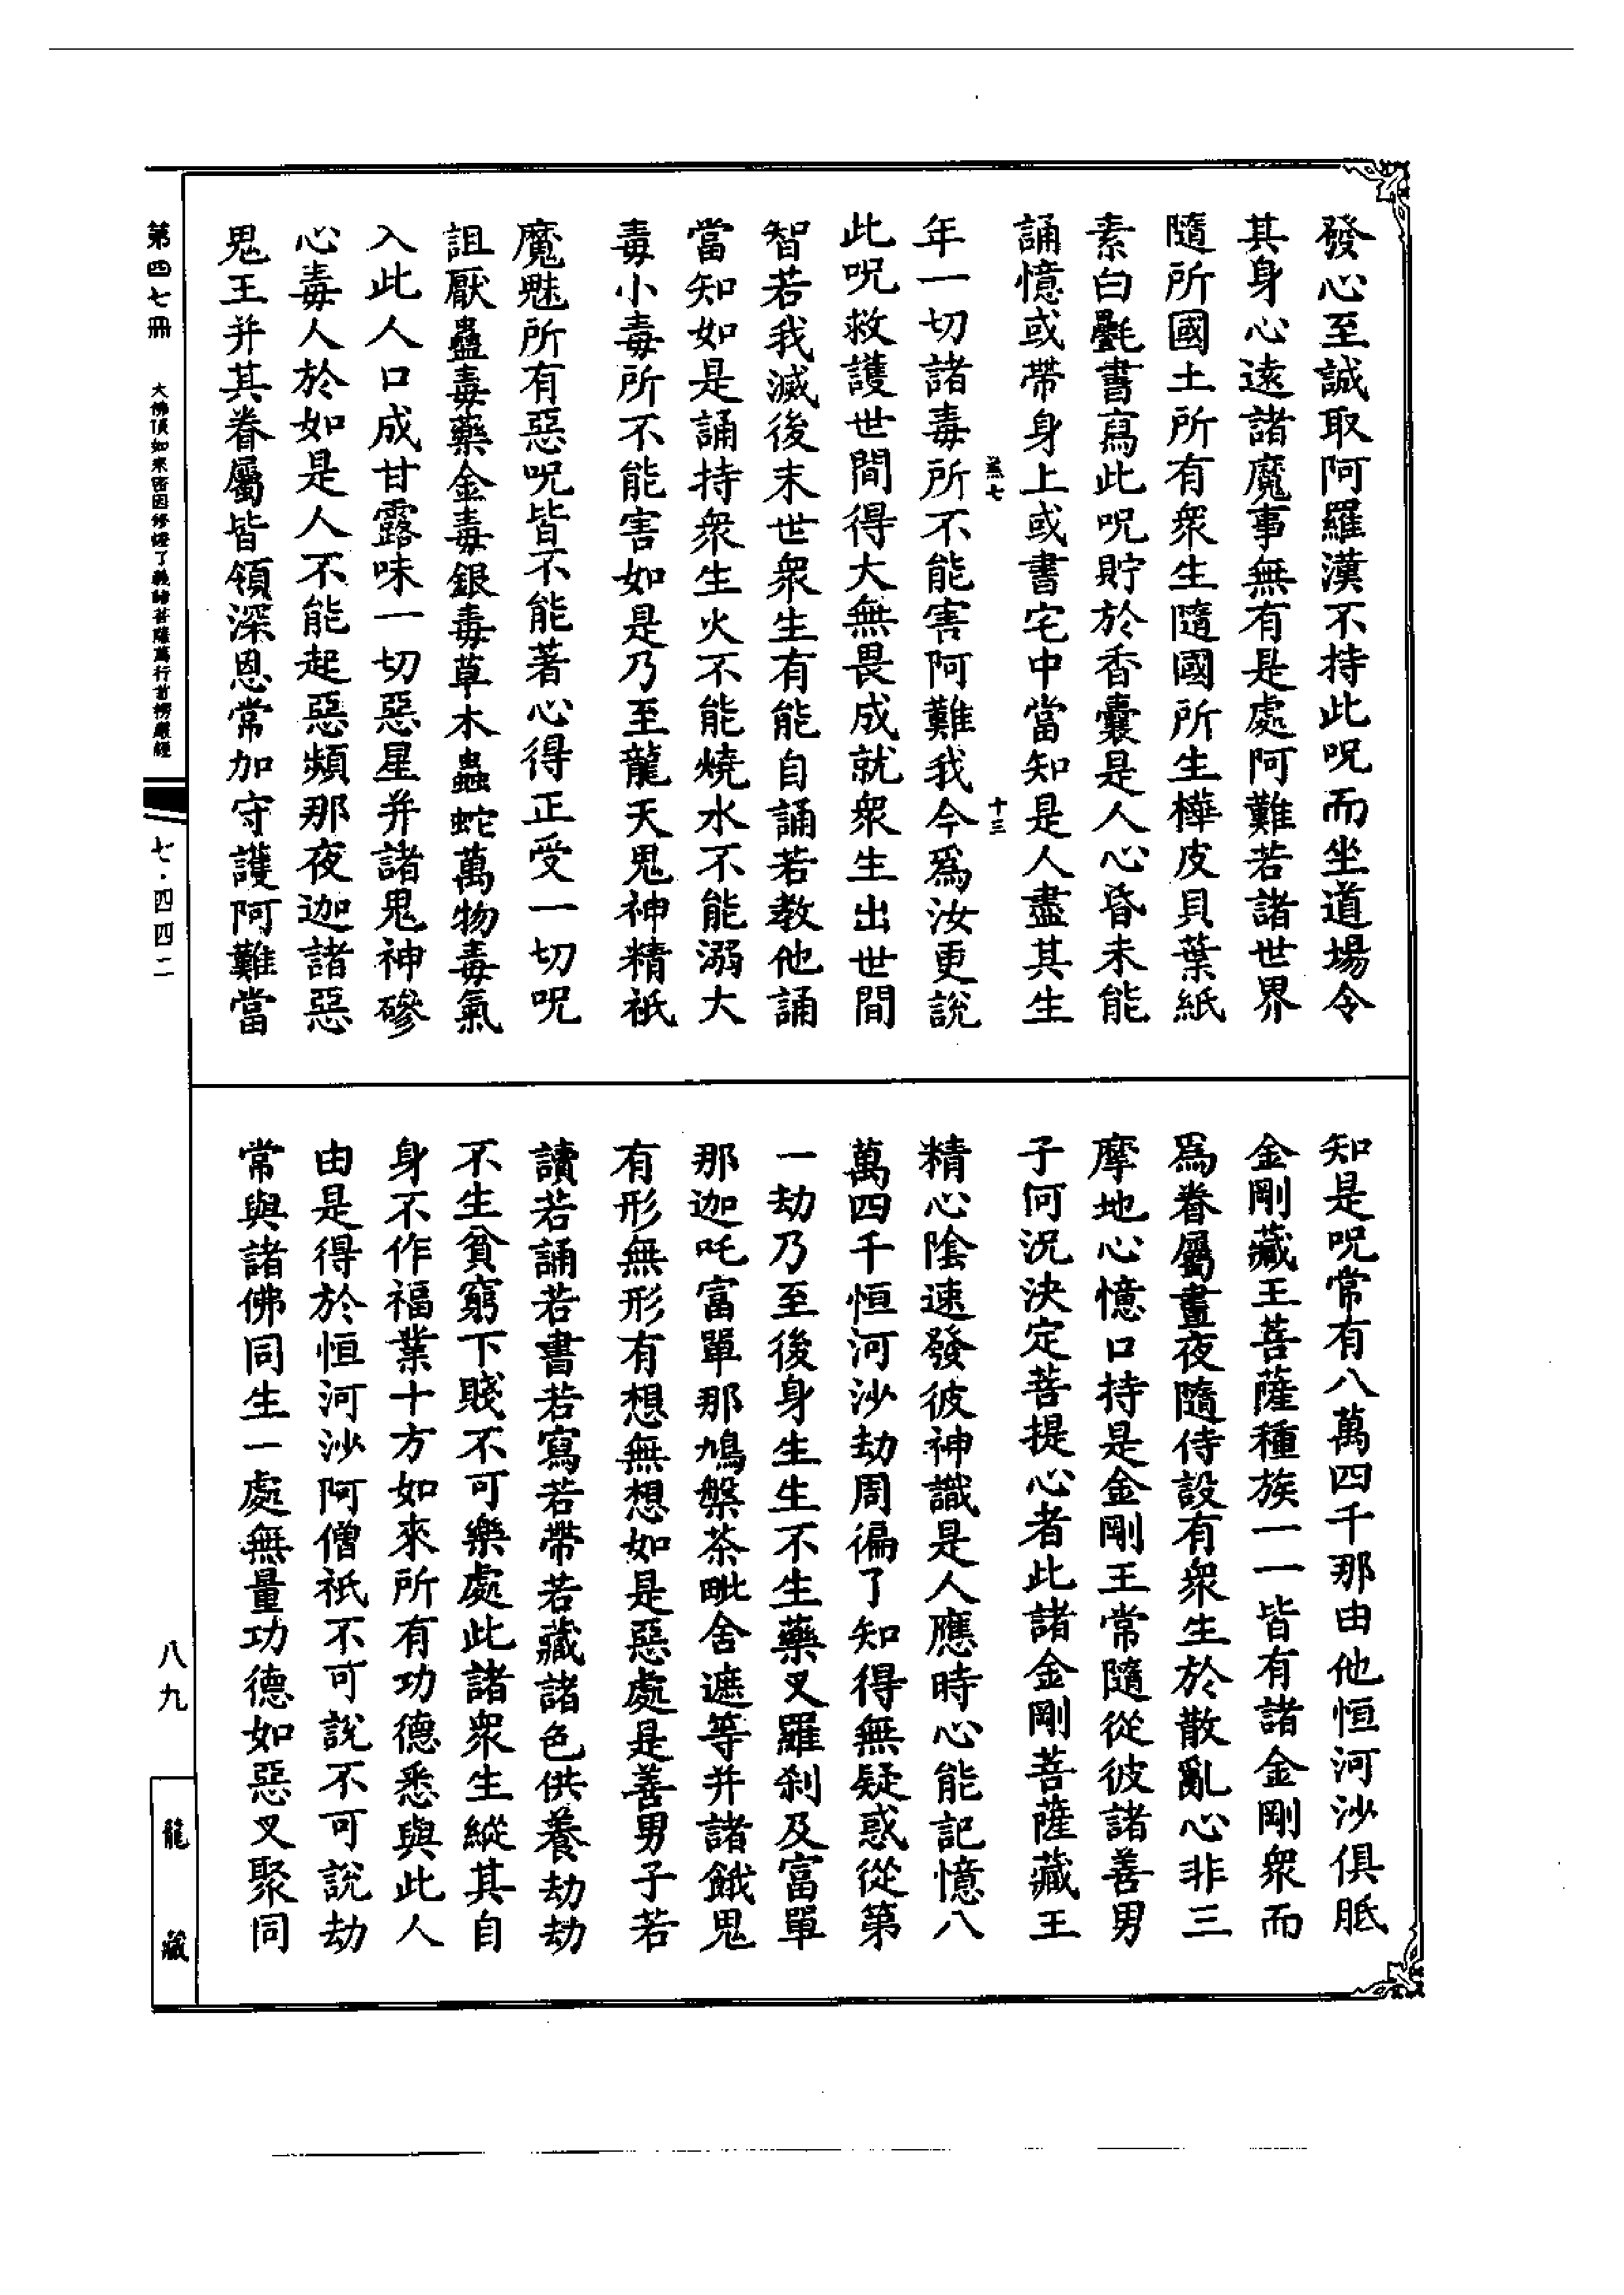 發心至誠取阿羅漢不持此呪而坐道場令
其身心遠諸魔事無有是處阿難若諸世界
隨所國土所有衆生隨國所生樺皮貝葉紙
素白氎書寫此呪貯於香囊是人心昏未能
誦憶或帶身上或書宅中當知是人盡其生
年一切諸毒所不能害阿難我今爲汝更說
此呪救護世間得大無畏成就衆生出世間
智若我滅後末世衆生有能自誦若教他誦
當知如是誦持衆生火不能燒水不能溺大
毒小毒所不能害如是乃至龍天鬼神精祇
魔魅所有惡呪皆不能著心得正受一切呪
詛厭蠱毒藥金毒銀毒草木蟲蛇萬物毒氣
入此人口成甘露味一切惡星并諸鬼神磣
心毒人於如是人不能起惡頻那夜迦諸惡
鬼王并其眷屬皆領深恩常加守護阿難當
知是呪常有八萬四千那由他恒河沙俱胝
金剛藏王菩薩種族一一皆有諸金剛衆而
爲眷屬晝夜隨侍設有衆生於散亂心非三
摩地心憶口持是金剛王常隨從彼諸善男
子何況決定菩提心者此諸金剛菩薩藏王
精心陰速發彼神識是人應時心能記憶八
萬四千恒河沙劫周徧了知得無疑惑從第
一劫乃至後身生生不生藥叉羅刹及富單
那迦吒富單那鳩槃茶毗舍遮等并諸餓鬼
有形無形有想無想如是惡處是善男子若
讀若誦若書若寫若帶若藏諸色供養劫劫
不生貧窮下賤不可樂處此諸衆生縱其自
身不作福業十方如來所有功德悉與此人
由是得於恒河沙阿僧祇不可說不可說劫
常與諸佛同生一處無量功德如惡叉聚同
十三
第四七冊
大佛頂如來密因修證了義諸菩薩萬行首楞嚴經
七·四四二
八九
龍藏